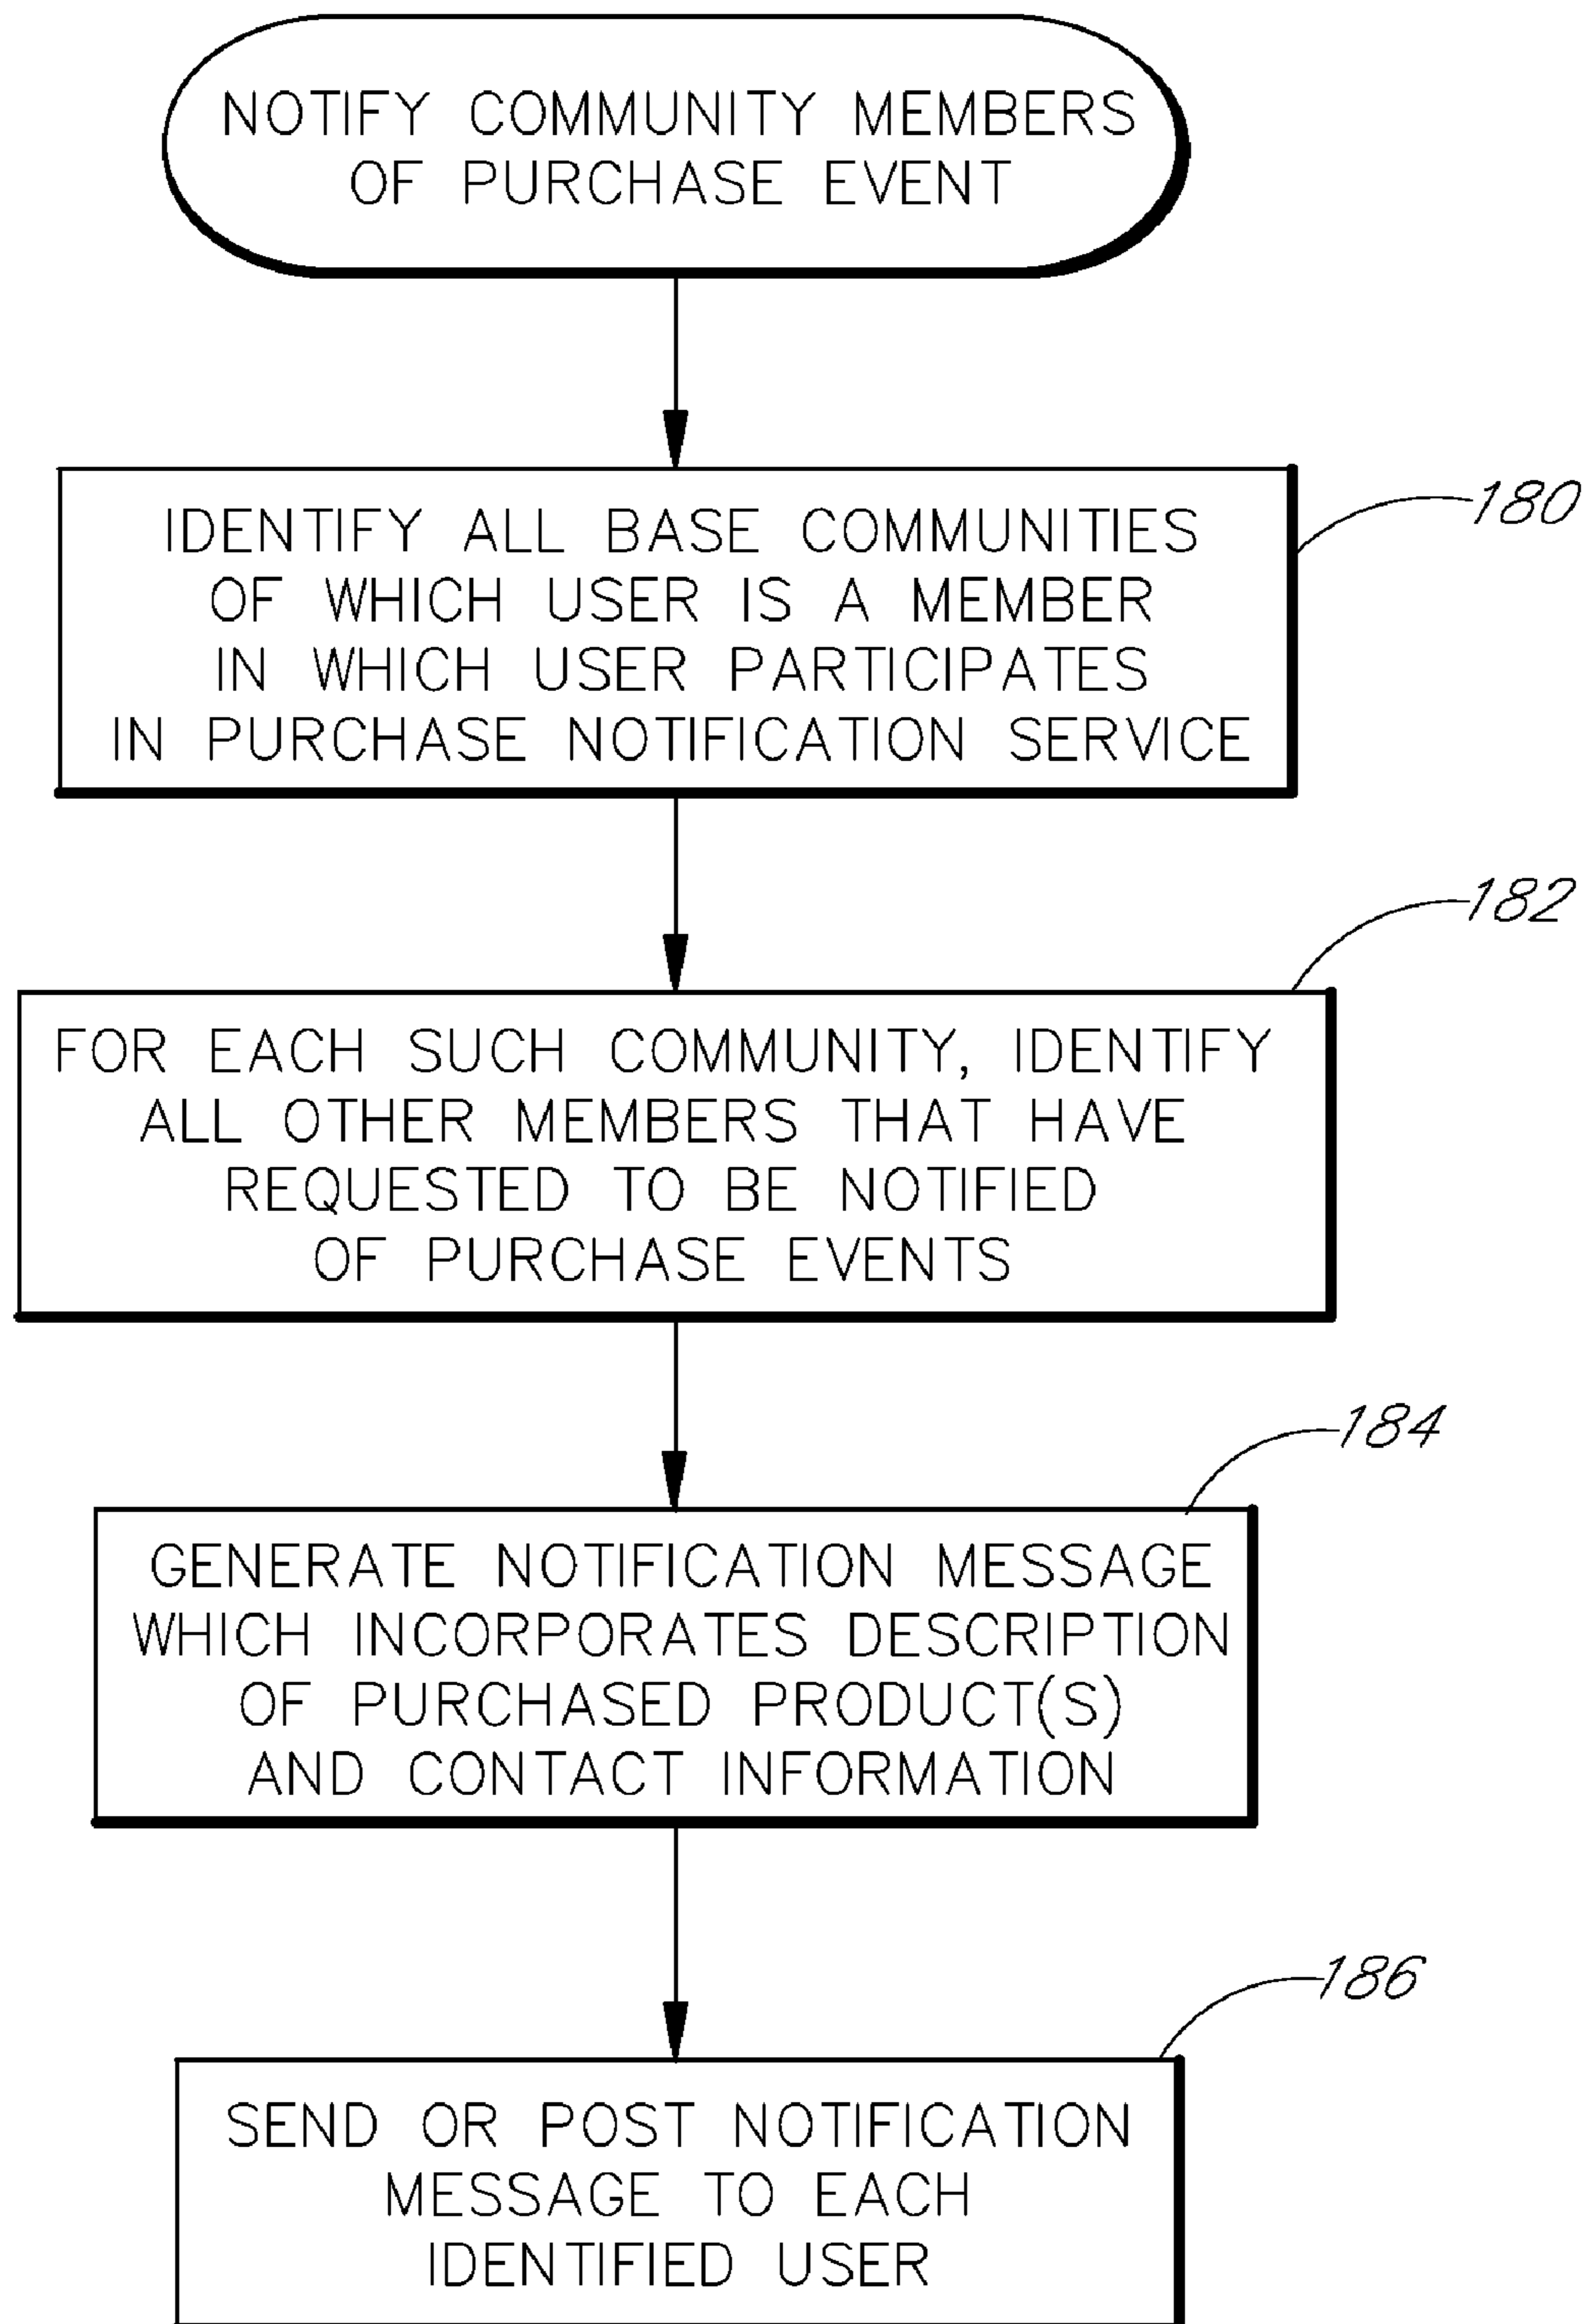 NOTIFY COMMUNITY MEMBERS
OF PURCHASE EVENT
180
IDENTIFY ALL BASE COMMUNITIES
OF WHICH USER IS A MEMBER
IN WHICH USER PARTICIPATES
IN PURCHASE NOTIFICATION SERVICE
182
FOR EACH SUCH COMMUNITY, IDENTIFY
ALL OTHER MEMBERS THAT HAVE
REQUESTED TO BE NOTIFIED
OF PURCHASE EVENTS
184
GENERATE NOTIFICATION MESSAGE
WHICH INCORPORATES DESCRIPTION
OF PURCHASED PRODUCT(S)
AND CONTACT INFORMATION
186
SEND OR POST NOTIFICATION
MESSAGE TO EACH
IDENTIFIED USER